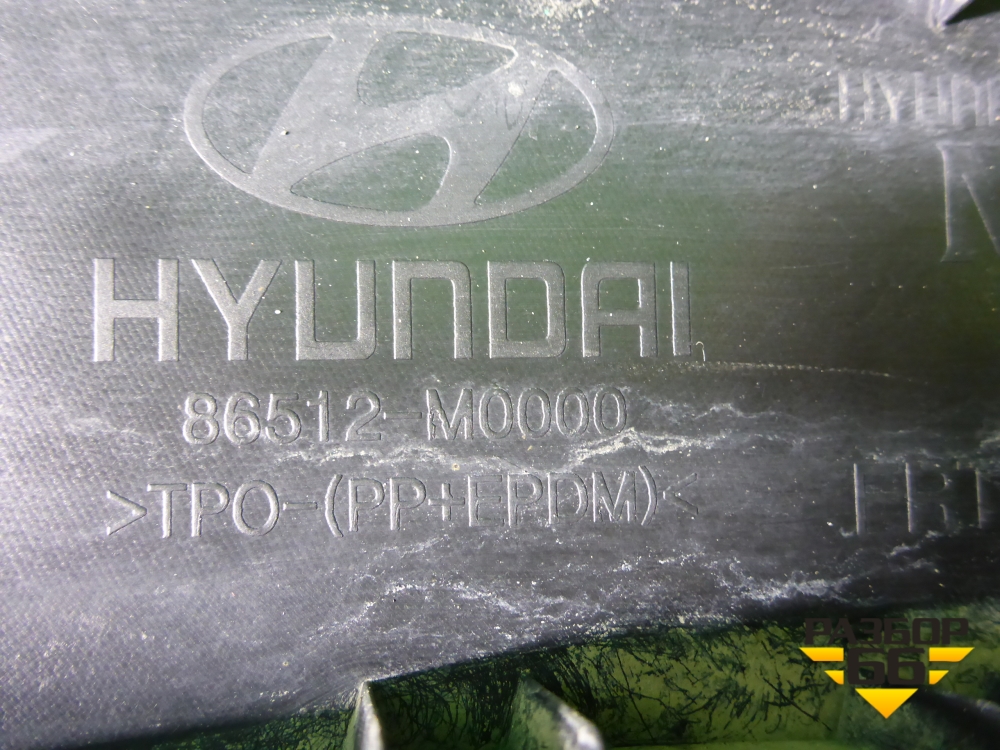 HYUNDAI
86512-M0000
>TPO-(PP+EPDM)<
РАЗБОР
66